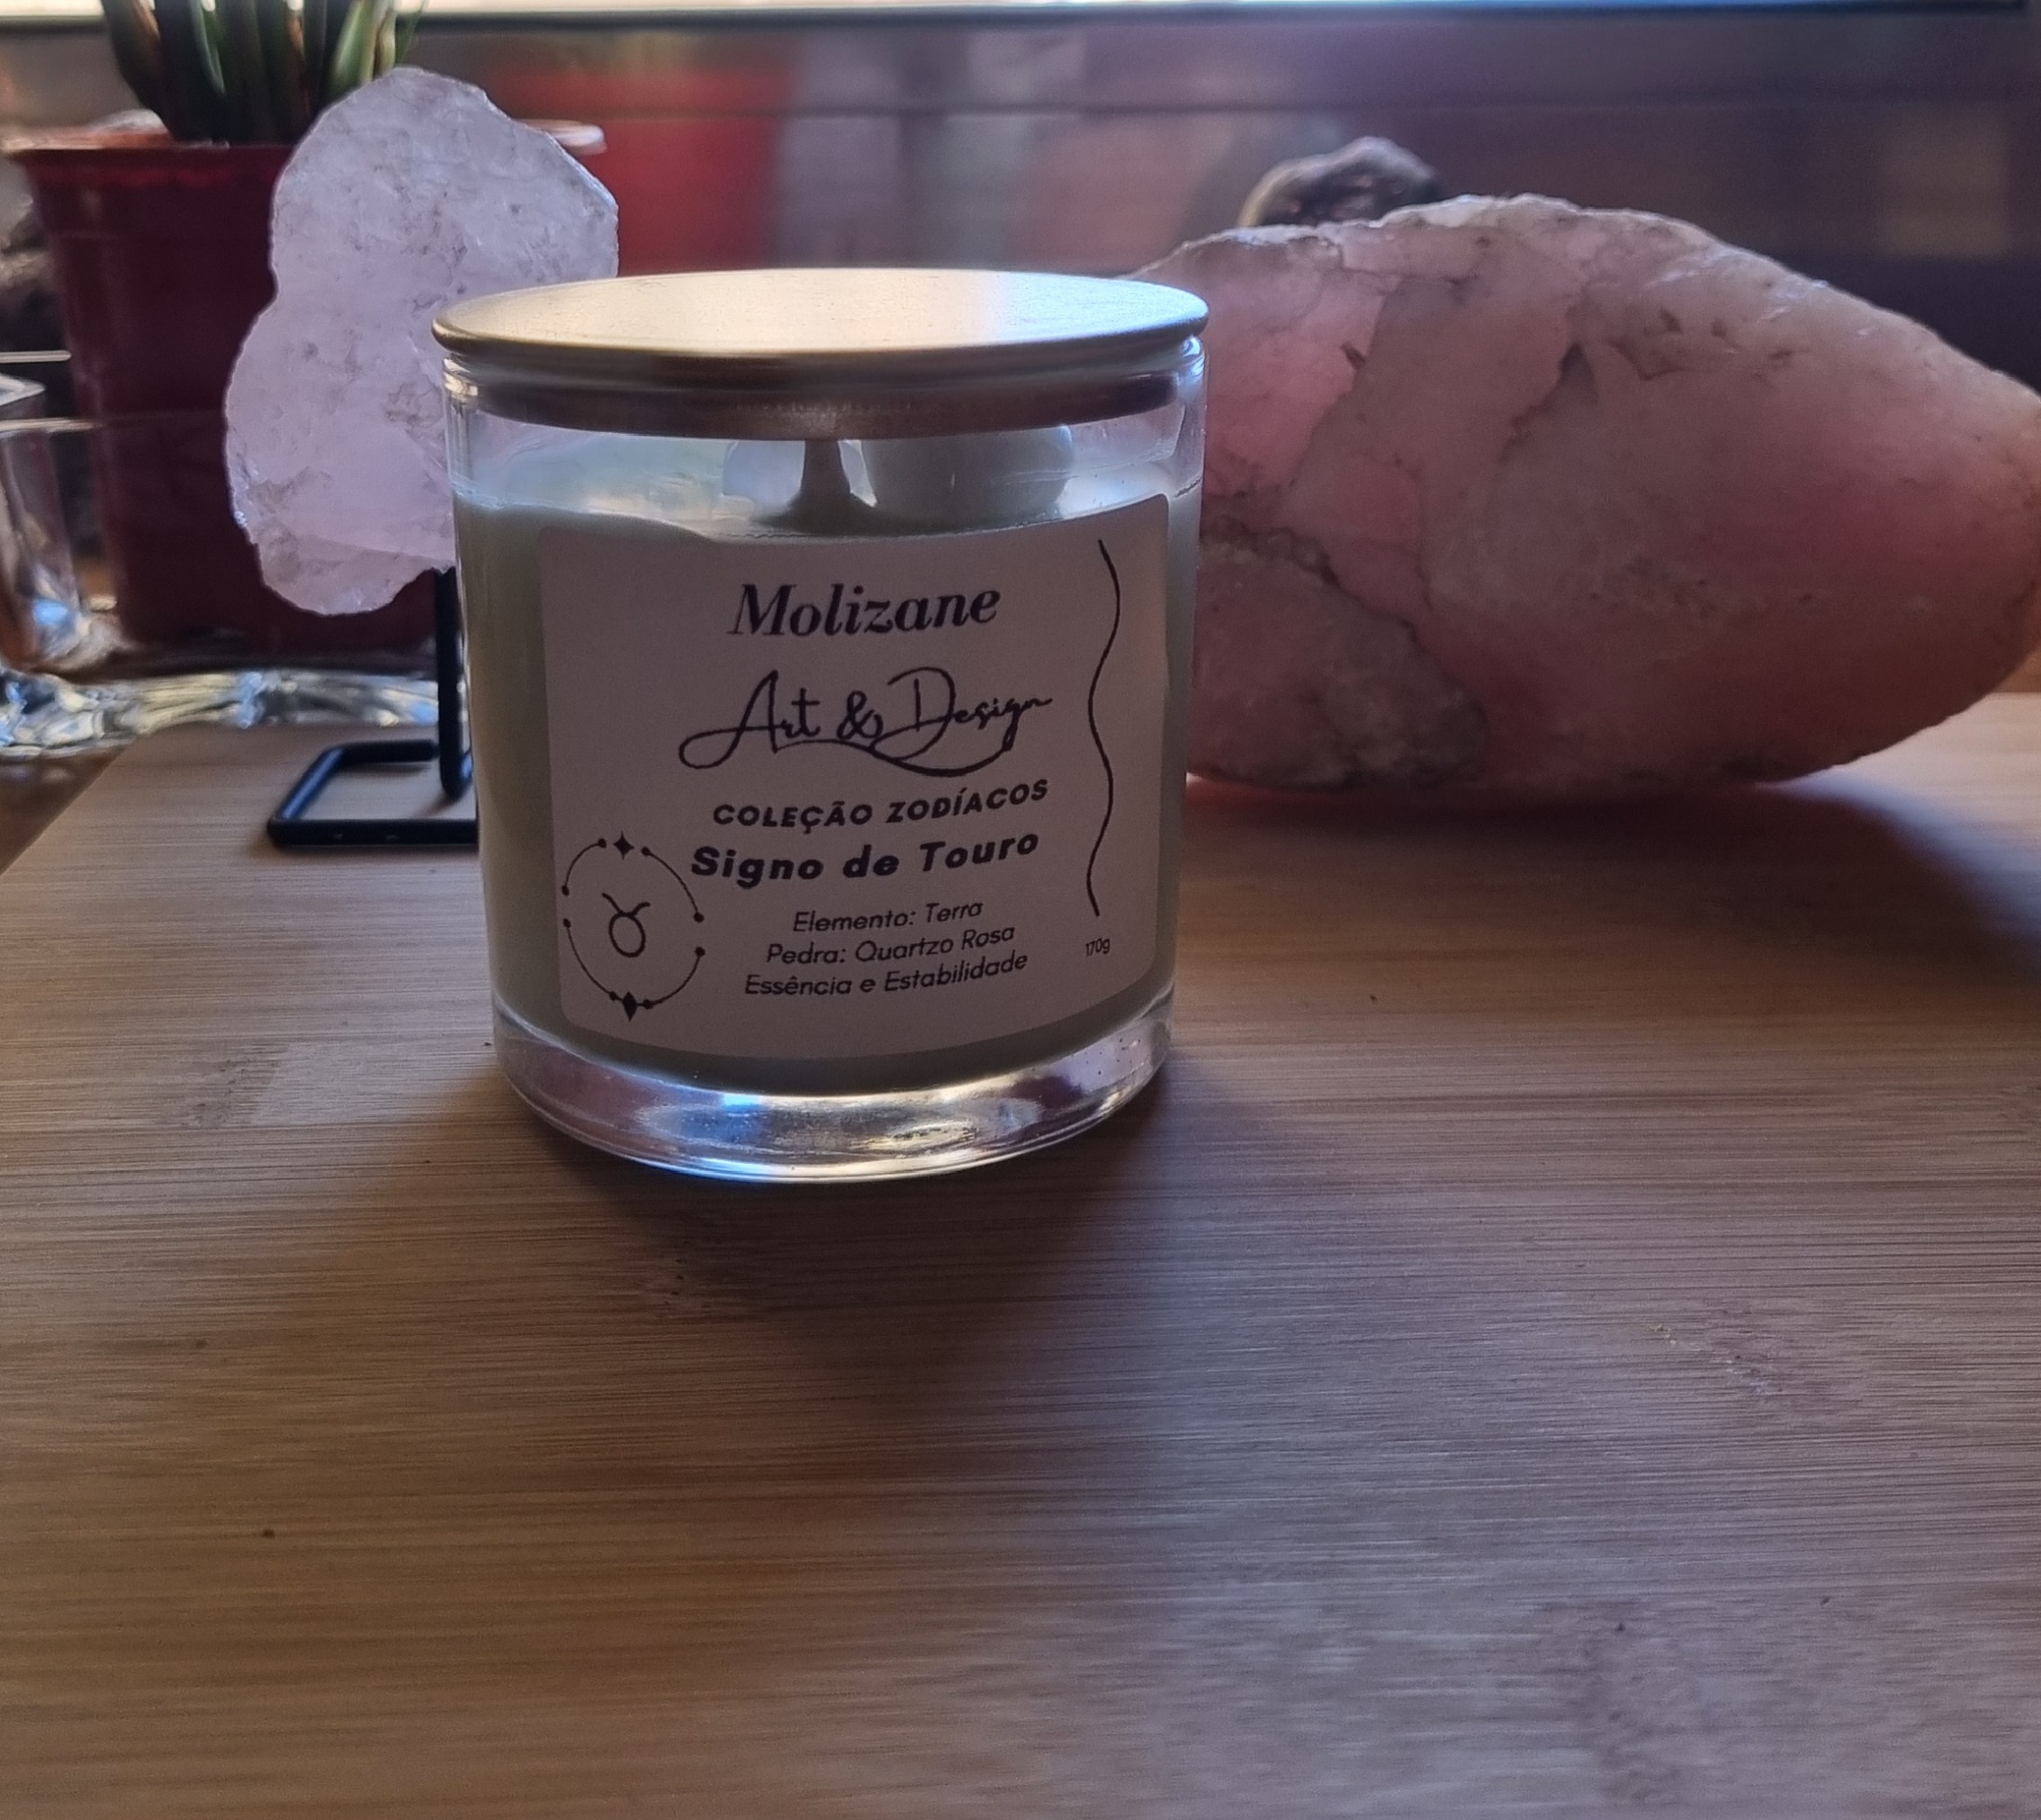 Molizane
Art & Design
COLEÇÃO ZODÍACOS
Signo de Touro
Elemento: Terra
Pedra: Quartzo Rosa
Essência e Estabilidade
170g